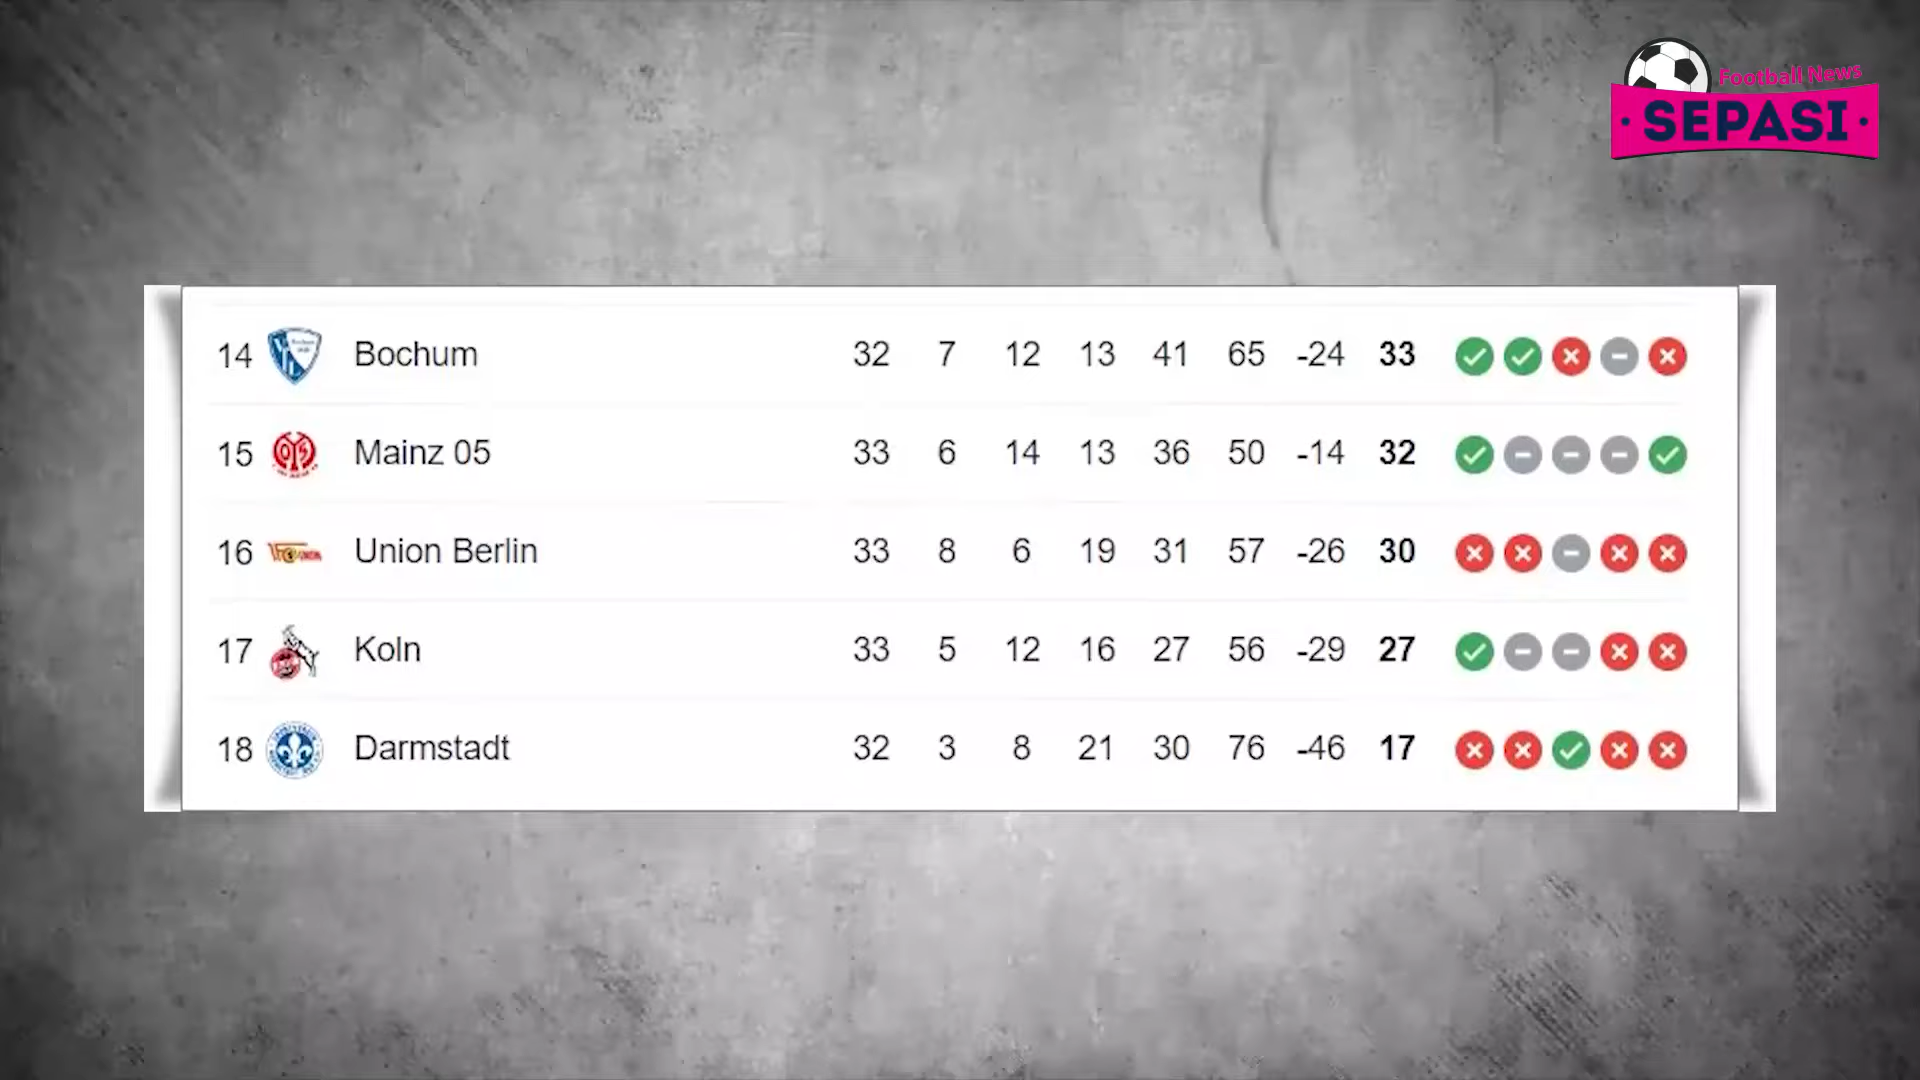 Football News
· SEPASI ·
14 Bochum 32 7 12 13 41 65 -24 33
15 Mainz 05 33 6 14 13 36 50 -14 32
16 Union Berlin 33 8 6 19 31 57 -26 30
17 Koln 33 5 12 16 27 56 -29 27
18 Darmstadt 32 3 8 21 30 76 -46 17